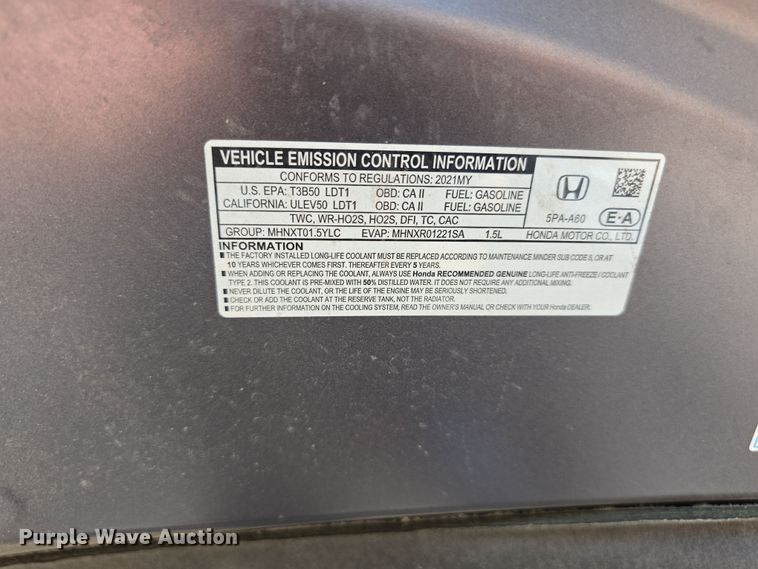 VEHICLE EMISSION CONTROL INFORMATION
CONFORMS TO REGULATIONS: 2021MY
U.S. EPA: T3B50 LDT1 OBD: CA II FUEL: GASOLINE
CALIFORNIA: ULEV50 LDT1 OBD: CA II FUEL: GASOLINE
TWC, WR-HO2S, HO2S, DFI, TC, CAC
GROUP: MHNXT01.5YLC EVAP: MHNXR01221SA 1.5L
5PA-A60 E•A
HONDA MOTOR CO., LTD.
INFORMATION
THE FACTORY INSTALLED LONG-LIFE COOLANT MUST BE REPLACED ACCORDING TO MAINTENANCE MINDER SUB CODE 5, OR AT
10 YEARS WHICHEVER COMES FIRST. THEREAFTER EVERY 5 YEARS.
WHEN ADDING OR REPLACING THE COOLANT, ALWAYS USE Honda RECOMMENDED GENUINE LONG-LIFE ANTI-FREEZE / COOLANT
TYPE 2. THIS COOLANT IS PRE-MIXED WITH 50% DISTILLED WATER. IT DOES NOT REQUIRE ANY ADDITIONAL MIXING.
NEVER DILUTE THE COOLANT, OR THE LIFE OF THE ENGINE MAY BE SERIOUSLY SHORTENED.
CHECK OR ADD THE COOLANT AT THE RESERVE TANK, NOT THE RADIATOR.
FOR FURTHER INFORMATION ON THE COOLING SYSTEM, READ THE OWNER'S MANUAL OR CHECK WITH YOUR Honda DEALER.
Purple Wave Auction